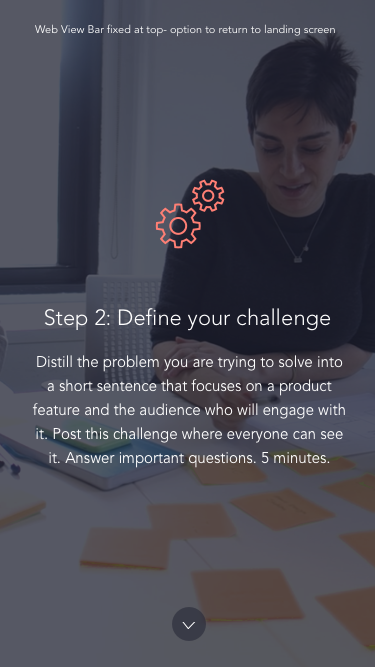 Web View Bar fixed at top- option to return to landing screen
Step 2: Define your challenge
Distill the problem you are trying to solve into
a short sentence that focuses on a product
feature and the audience who will engage with
it. Post this challenge where everyone can see
it. Answer important questions. 5 minutes.